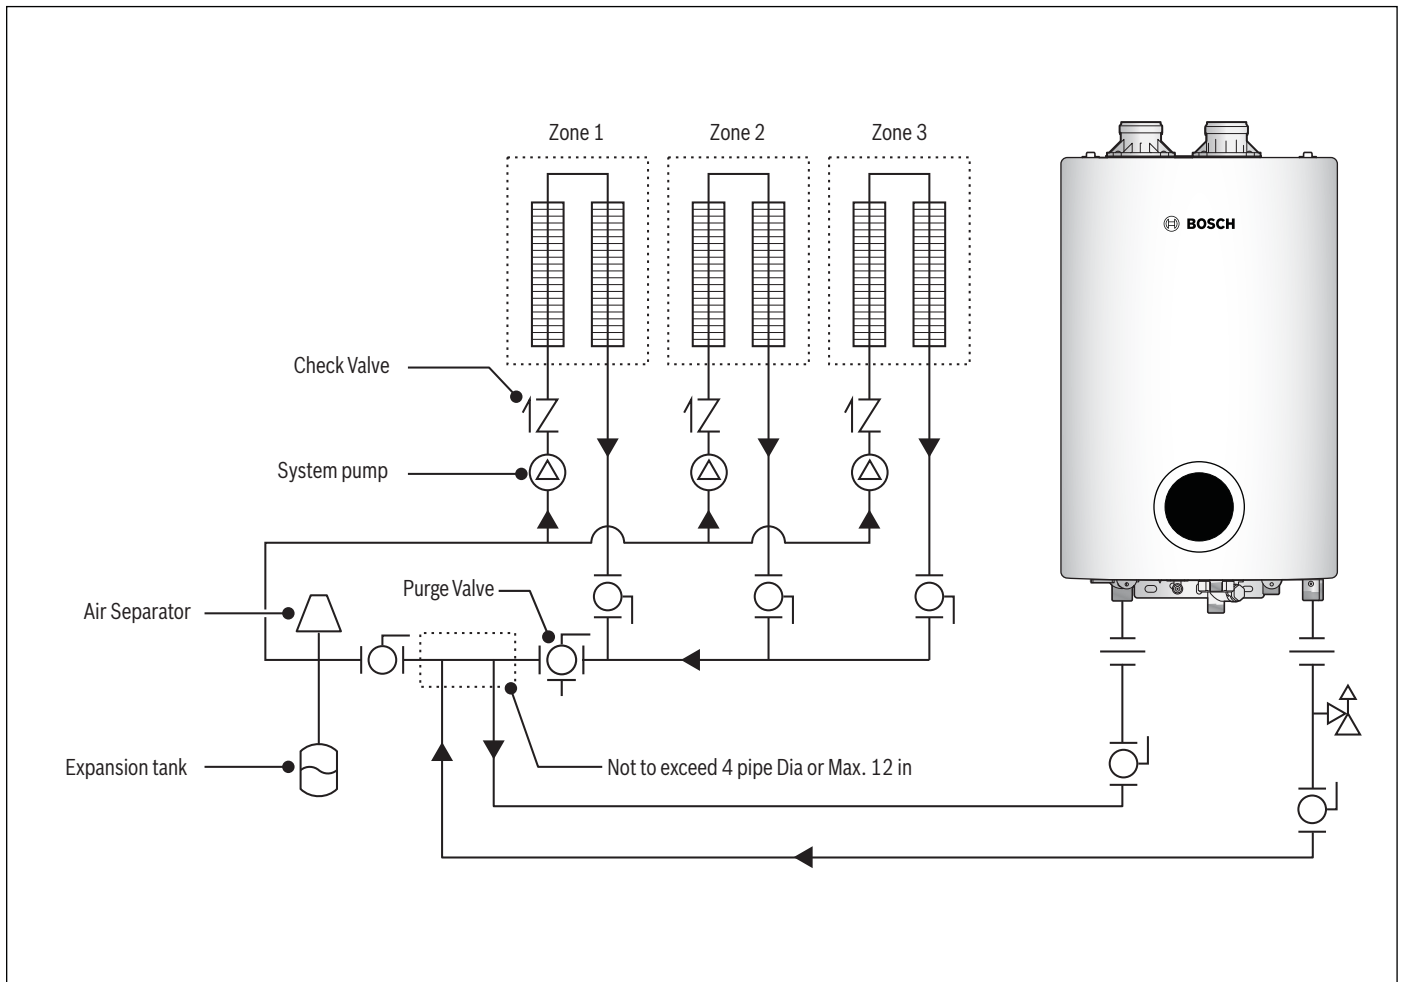 Zone 1
Zone 2
Zone 3
BOSCH
Check Valve
System pump
Purge Valve
Air Separator
Expansion tank
Not to exceed 4 pipe Dia or Max. 12 in